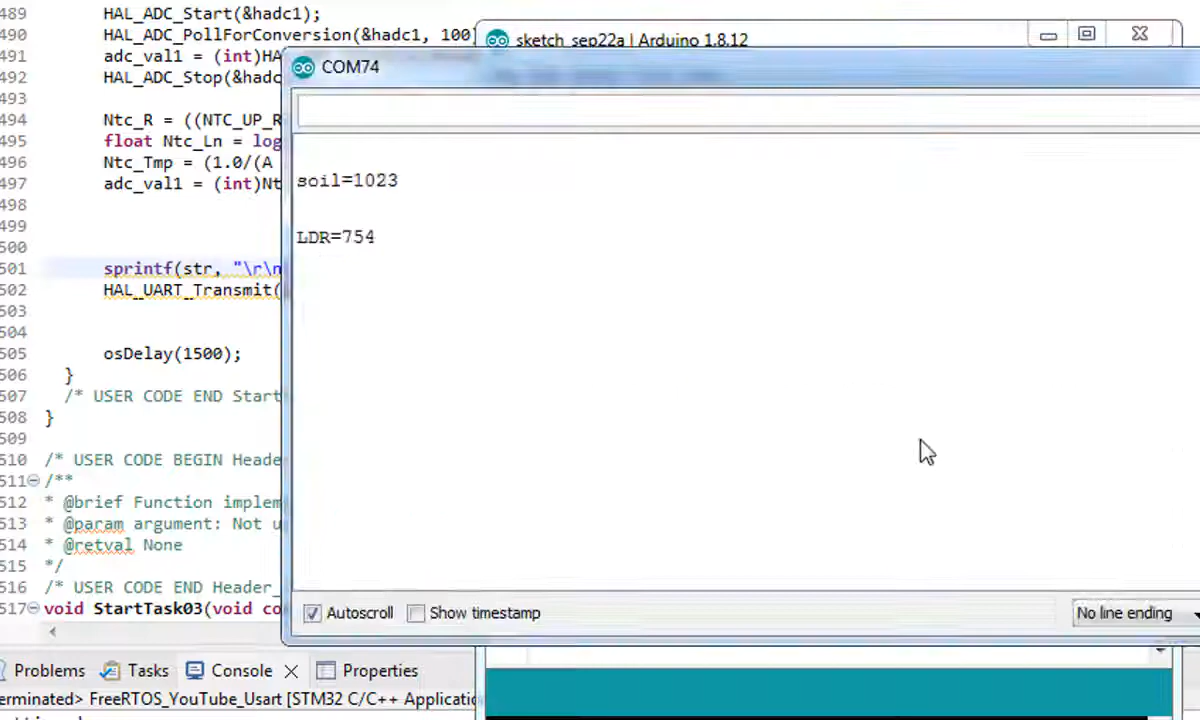 489 HAL_ADC_Start(&hadc1);
490 HAL_ADC_PollForConversion(&hadc1, 100
491 adc_val1 = (int)HA
492 HAL_ADC_Stop(&hadc
493
494 Ntc_R = ((NTC_UP_R
495 float Ntc_Ln = log
496 Ntc_Tmp = (1.0/(A
497 adc_val1 = (int)Nt
498
499
500
501 sprintf(str, "\r\n
502 HAL_UART_Transmit(
503
504
505 osDelay(1500);
506 }
507 /* USER CODE END Start
508 }
509
510 /* USER CODE BEGIN Heade
511 /**
512 * @brief Function implem
513 * @param argument: Not u
514 * @retval None
515 */
516 /* USER CODE END Header_
517 void StartTask03(void co
sketch_sep22a | Arduino 1.8.12
COM74
soil=1023
LDR=754
Autoscroll Show timestamp No line ending
Problems Tasks Console Properties
erminated> FreeRTOS_YouTube_Usart [STM32 C/C++ Applicatio